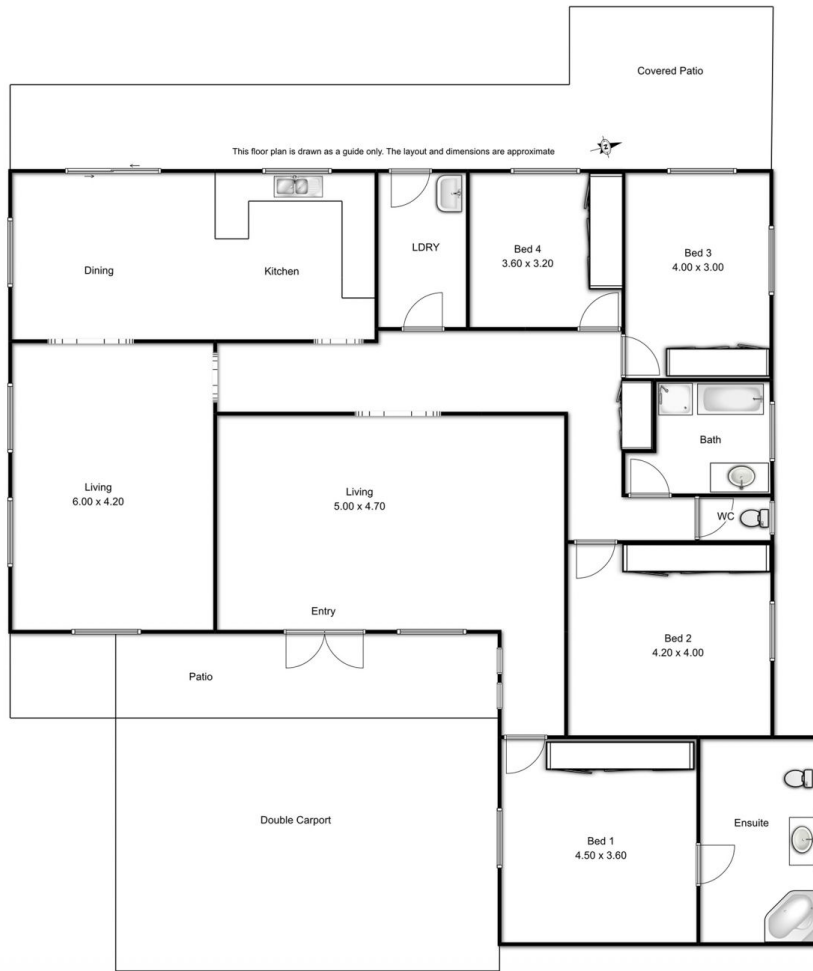 Covered Patio
This floor plan is drawn as a guide only. The layout and dimensions are approximate
Dining
Kitchen
LDRY
Bed 4
3.60 x 3.20
Bed 3
4.00 x 3.00
Bath
WC
Living
6.00 x 4.20
Living
5.00 x 4.70
Entry
Bed 2
4.20 x 4.00
Patio
Double Carport
Bed 1
4.50 x 3.60
Ensuite